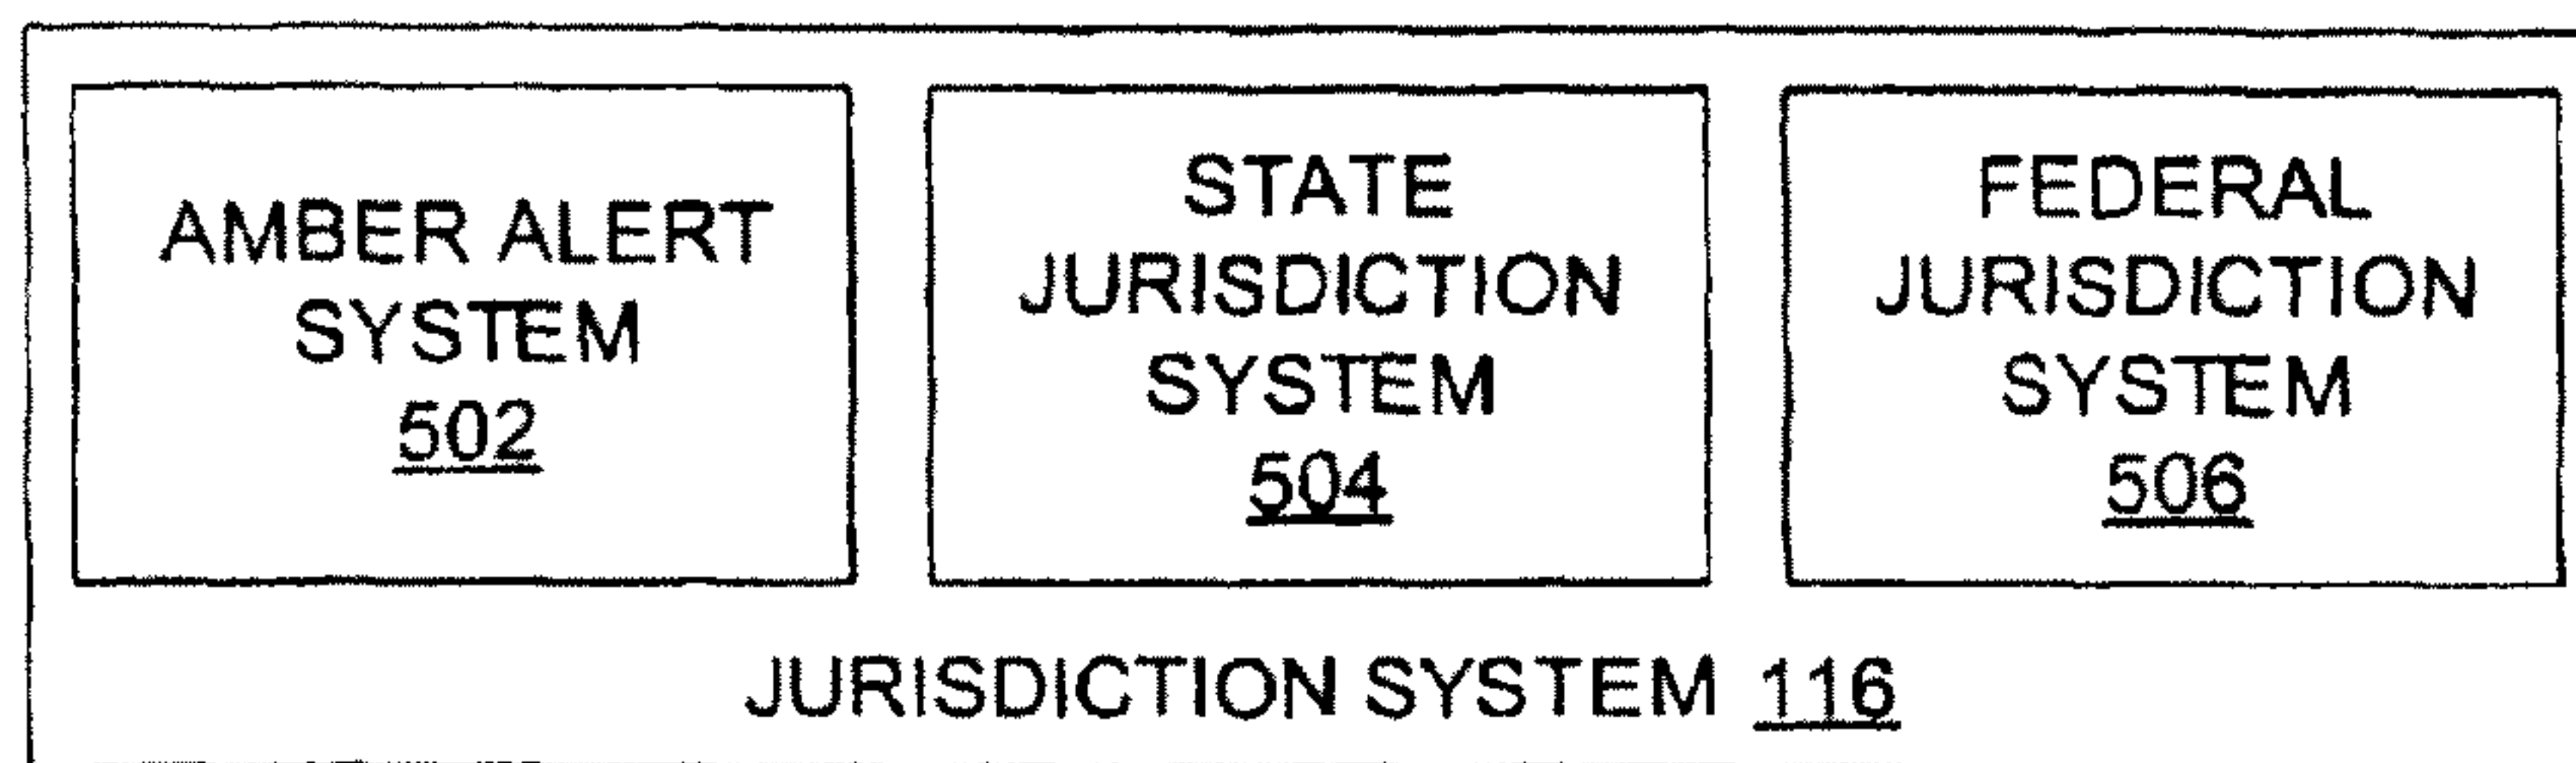 AMBER ALERT
SYSTEM
502
STATE
JURISDICTION
SYSTEM
504
FEDERAL
JURISDICTION
SYSTEM
506
JURISDICTION SYSTEM 116